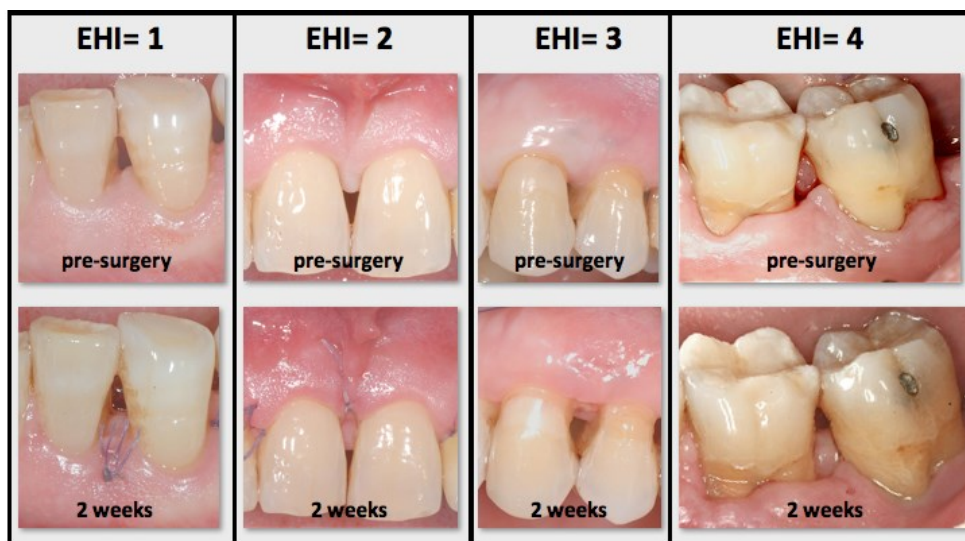 EHI= 1
EHI= 2
EHI= 3
EHI= 4
pre-surgery
pre-surgery
pre-surgery
pre-surgery
2 weeks
2 weeks
2 weeks
2 weeks